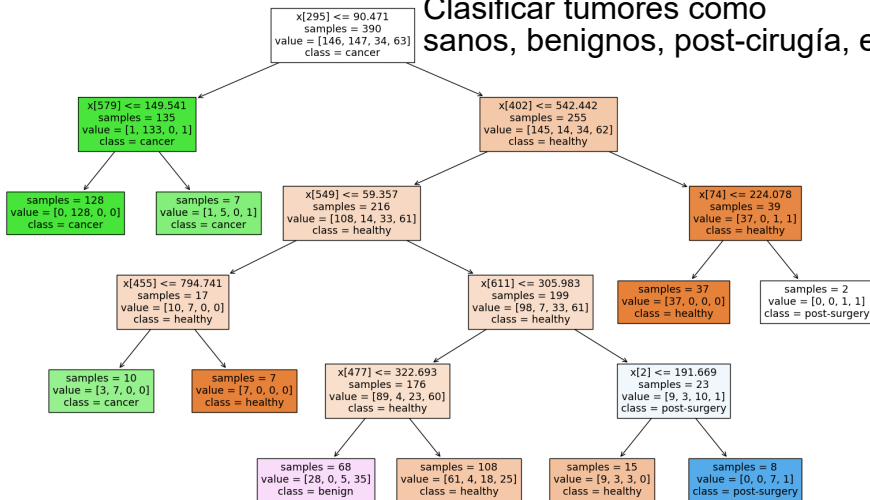 Clasificar tumores como
sanos, benignos, post-cirugía, e
x[295] <= 90.471
samples = 390
value = [146, 147, 34, 63]
class = cancer
x[579] <= 149.541
samples = 135
value = [1, 133, 0, 1]
class = cancer
x[402] <= 542.442
samples = 255
value = [145, 14, 34, 62]
class = healthy
samples = 128
value = [0, 128, 0, 0]
class = cancer
samples = 7
value = [1, 5, 0, 1]
class = cancer
x[549] <= 59.357
samples = 216
value = [108, 14, 33, 61]
class = healthy
x[74] <= 224.078
samples = 39
value = [37, 0, 1, 1]
class = healthy
x[455] <= 794.741
samples = 17
value = [10, 7, 0, 0]
class = healthy
x[611] <= 305.983
samples = 199
value = [98, 7, 33, 61]
class = healthy
samples = 37
value = [37, 0, 0, 0]
class = healthy
samples = 2
value = [0, 0, 1, 1]
class = post-surgery
samples = 10
value = [3, 7, 0, 0]
class = cancer
samples = 7
value = [7, 0, 0, 0]
class = healthy
x[477] <= 322.693
samples = 176
value = [89, 4, 23, 60]
class = healthy
x[2] <= 191.669
samples = 23
value = [9, 3, 10, 1]
class = post-surgery
samples = 68
value = [28, 0, 5, 35]
class = benign
samples = 108
value = [61, 4, 18, 25]
class = healthy
samples = 15
value = [9, 3, 3, 0]
class = healthy
samples = 8
value = [0, 0, 7, 1]
class = post-surgery